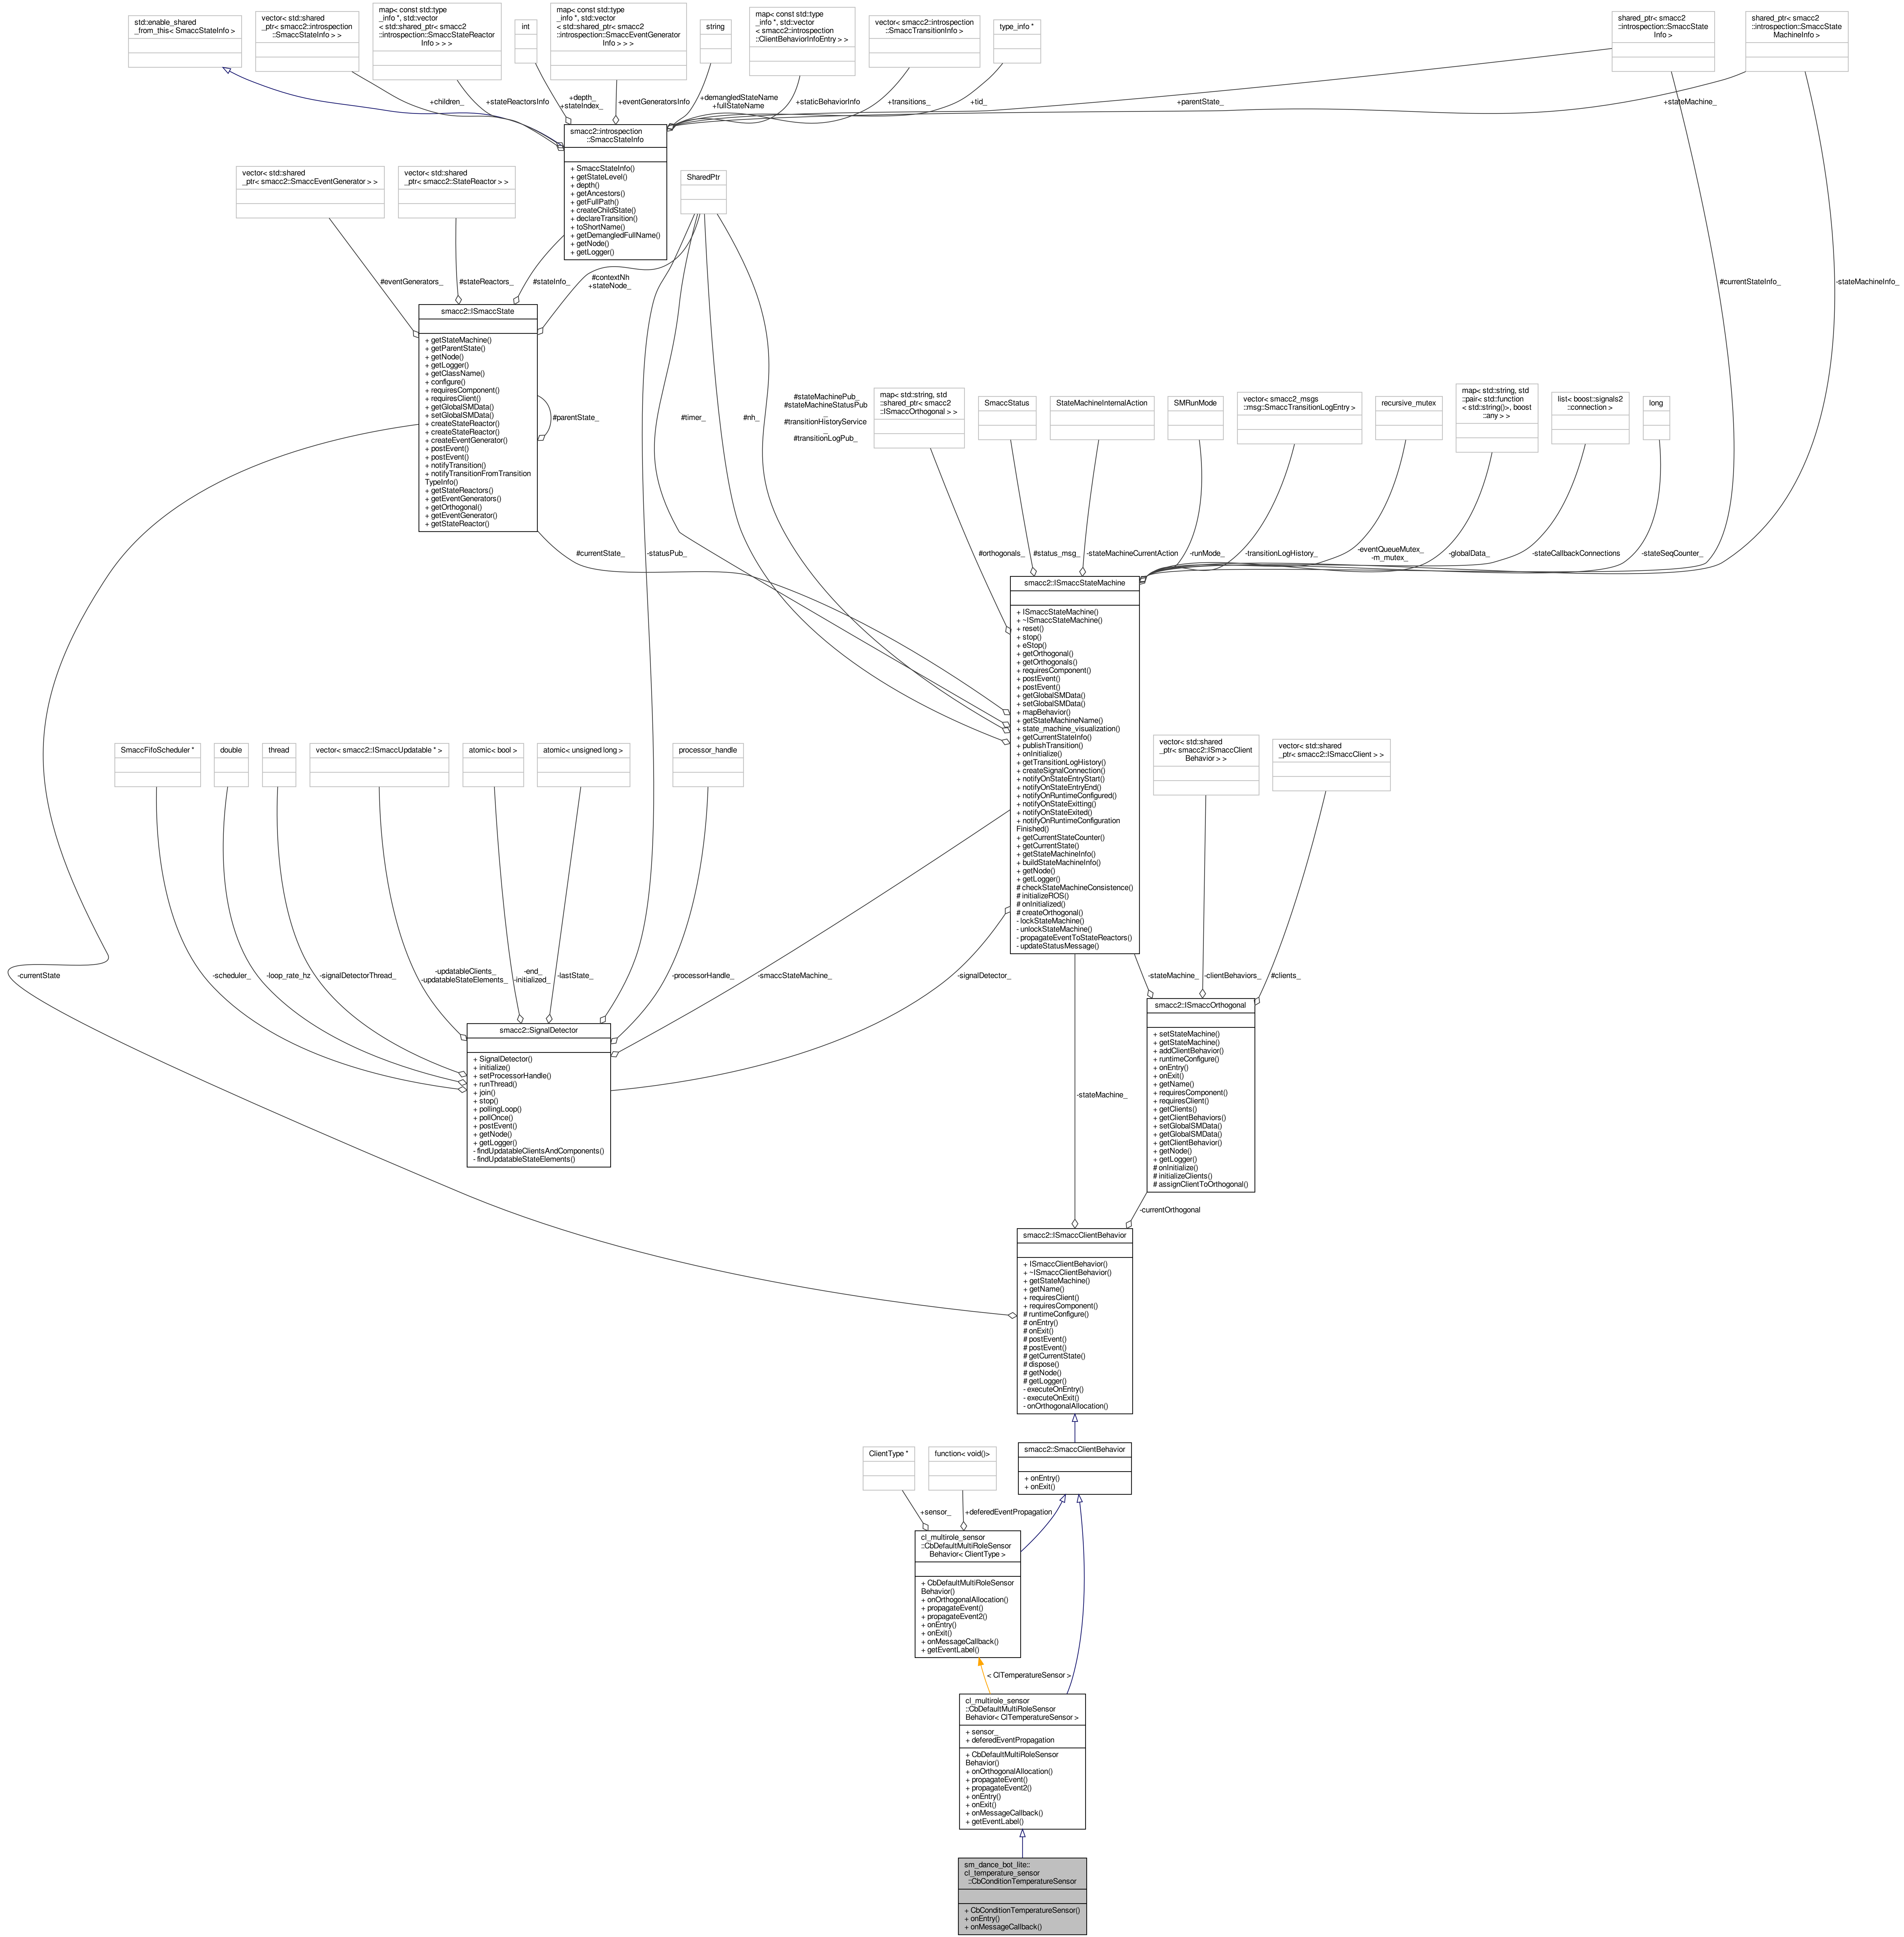 std::enable_shared
_from_this< SmaccStateInfo >
vector< std::shared
_ptr< smacc2::introspection
::SmaccStateInfo > >
map< const std::type
_info *, std::vector
< std::shared_ptr< smacc2
::introspection::SmaccStateReactor
Info > > >
int
map< const std::type
_info *, std::vector
< std::shared_ptr< smacc2
::introspection::SmaccEventGenerator
Info > > >
string
map< const std::type
_info *, std::vector
< smacc2::introspection
::ClientBehaviorInfoEntry > >
vector< smacc2::introspection
::SmaccTransitionInfo >
type_info *
shared_ptr< smacc2
::introspection::SmaccState
Info >
shared_ptr< smacc2
::introspection::SmaccState
MachineInfo >
+children_
+stateReactorsInfo
+depth_
+stateIndex_
+eventGeneratorsInfo
+demangledStateName
+fullStateName
+staticBehaviorInfo
+transitions_
+tid_
+parentState_
+stateMachine_
smacc2::introspection
::SmaccStateInfo
+ SmaccStateInfo()
+ getStateLevel()
+ depth()
+ getAncestors()
+ getFullPath()
+ createChildState()
+ declareTransition()
+ toShortName()
+ getDemangledFullName()
+ getNode()
+ getLogger()
vector< std::shared
_ptr< smacc2::SmaccEventGenerator > >
vector< std::shared
_ptr< smacc2::StateReactor > >
SharedPtr
#eventGenerators_
#stateReactors_
#stateInfo_
#contextNh
+stateNode_
#currentStateInfo_
-stateMachineInfo_
smacc2::ISmaccState
+ getStateMachine()
+ getParentState()
+ getNode()
+ getLogger()
+ getClassName()
+ configure()
+ requiresComponent()
+ requiresClient()
+ getGlobalSMData()
+ setGlobalSMData()
+ createStateReactor()
+ createStateReactor()
+ createEventGenerator()
+ postEvent()
+ postEvent()
+ notifyTransition()
+ notifyTransitionFromTransition
TypeInfo()
+ getStateReactors()
+ getEventGenerators()
+ getOrthogonal()
+ getEventGenerator()
+ getStateReactor()
#parentState_
#timer_
#nh_
#stateMachinePub_
#stateMachineStatusPub
_
#transitionHistoryService
_
#transitionLogPub_
map< std::string, std
::shared_ptr< smacc2
::ISmaccOrthogonal > >
SmaccStatus
StateMachineInternalAction
SMRunMode
vector< smacc2_msgs
::msg::SmaccTransitionLogEntry >
recursive_mutex
map< std::string, std
::pair< std::function
< std::string()>, boost
::any > >
list< boost::signals2
::connection >
long
#currentState_
-statusPub_
#orthogonals_
#status_msg_
-stateMachineCurrentAction
-runMode_
-transitionLogHistory_
-eventQueueMutex_
-m_mutex_
-globalData_
-stateCallbackConnections
-stateSeqCounter_
smacc2::ISmaccStateMachine
+ ISmaccStateMachine()
+ ~ISmaccStateMachine()
+ reset()
+ stop()
+ eStop()
+ getOrthogonal()
+ getOrthogonals()
+ requiresComponent()
+ postEvent()
+ postEvent()
+ getGlobalSMData()
+ setGlobalSMData()
+ mapBehavior()
+ getStateMachineName()
+ state_machine_visualization()
+ getCurrentStateInfo()
+ publishTransition()
+ onInitialize()
+ getTransitionLogHistory()
+ createSignalConnection()
+ notifyOnStateEntryStart()
+ notifyOnStateEntryEnd()
+ notifyOnRuntimeConfigured()
+ notifyOnStateExitting()
+ notifyOnStateExited()
+ notifyOnRuntimeConfiguration
Finished()
+ getCurrentStateCounter()
+ getCurrentState()
+ getStateMachineInfo()
+ buildStateMachineInfo()
+ getNode()
+ getLogger()
# checkStateMachineConsistence()
# initializeROS()
# onInitialized()
# createOrthogonal()
- lockStateMachine()
- unlockStateMachine()
- propagateEventToStateReactors()
- updateStatusMessage()
SmaccFifoScheduler *
double
thread
vector< smacc2::ISmaccUpdatable * >
atomic< bool >
atomic< unsigned long >
processor_handle
vector< std::shared
_ptr< smacc2::ISmaccClient
Behavior > >
vector< std::shared
_ptr< smacc2::ISmaccClient > >
-currentState
-scheduler_
-loop_rate_hz
-signalDetectorThread_
-updatableClients_
-updatableStateElements_
-end_
-initialized_
-lastState_
-processorHandle_
-smaccStateMachine_
-signalDetector_
-stateMachine_
-clientBehaviors_
#clients_
smacc2::SignalDetector
+ SignalDetector()
+ initialize()
+ setProcessorHandle()
+ runThread()
+ join()
+ stop()
+ pollingLoop()
+ pollOnce()
+ postEvent()
+ getNode()
+ getLogger()
- findUpdatableClientsAndComponents()
- findUpdatableStateElements()
smacc2::ISmaccOrthogonal
+ setStateMachine()
+ getStateMachine()
+ addClientBehavior()
+ runtimeConfigure()
+ onEntry()
+ onExit()
+ getName()
+ requiresComponent()
+ requiresClient()
+ getClients()
+ getClientBehaviors()
+ setGlobalSMData()
+ getGlobalSMData()
+ getClientBehavior()
+ getNode()
+ getLogger()
# onInitialize()
# initializeClients()
# assignClientToOrthogonal()
-stateMachine_
-currentOrthogonal
smacc2::ISmaccClientBehavior
+ ISmaccClientBehavior()
+ ~ISmaccClientBehavior()
+ getStateMachine()
+ getName()
+ requiresClient()
+ requiresComponent()
# runtimeConfigure()
# onEntry()
# onExit()
# postEvent()
# postEvent()
# getCurrentState()
# dispose()
# getNode()
# getLogger()
- executeOnEntry()
- executeOnExit()
- onOrthogonalAllocation()
ClientType *
function< void()>
smacc2::SmaccClientBehavior
+ onEntry()
+ onExit()
+sensor_
+deferedEventPropagation
cl_multirole_sensor
::CbDefaultMultiRoleSensor
Behavior< ClientType >
+ CbDefaultMultiRoleSensor
Behavior()
+ onOrthogonalAllocation()
+ propagateEvent()
+ propagateEvent2()
+ onEntry()
+ onExit()
+ onMessageCallback()
+ getEventLabel()
< ClTemperatureSensor >
cl_multirole_sensor
::CbDefaultMultiRoleSensor
Behavior< ClTemperatureSensor >
+ sensor_
+ deferedEventPropagation
+ CbDefaultMultiRoleSensor
Behavior()
+ onOrthogonalAllocation()
+ propagateEvent()
+ propagateEvent2()
+ onEntry()
+ onExit()
+ onMessageCallback()
+ getEventLabel()
sm_dance_bot_lite::
cl_temperature_sensor
::CbConditionTemperatureSensor
+ CbConditionTemperatureSensor()
+ onEntry()
+ onMessageCallback()